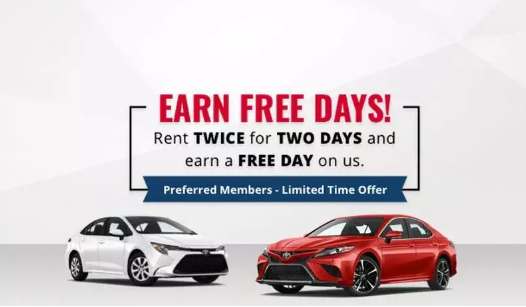 EARN FREE DAYS!
Rent TWICE for TWO DAYS and
earn a FREE DAY on us.
Preferred Members - Limited Time Offer